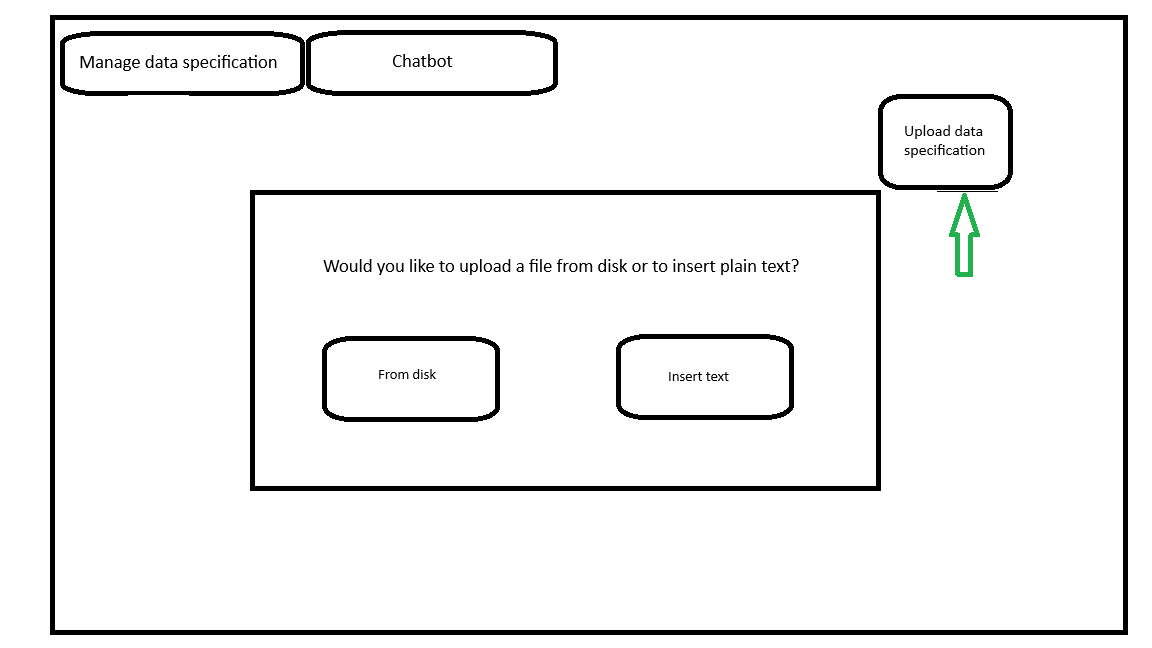 Manage data specification
Chatbot
Upload data
specification
Would you like to upload a file from disk or to insert plain text?
From disk
Insert text